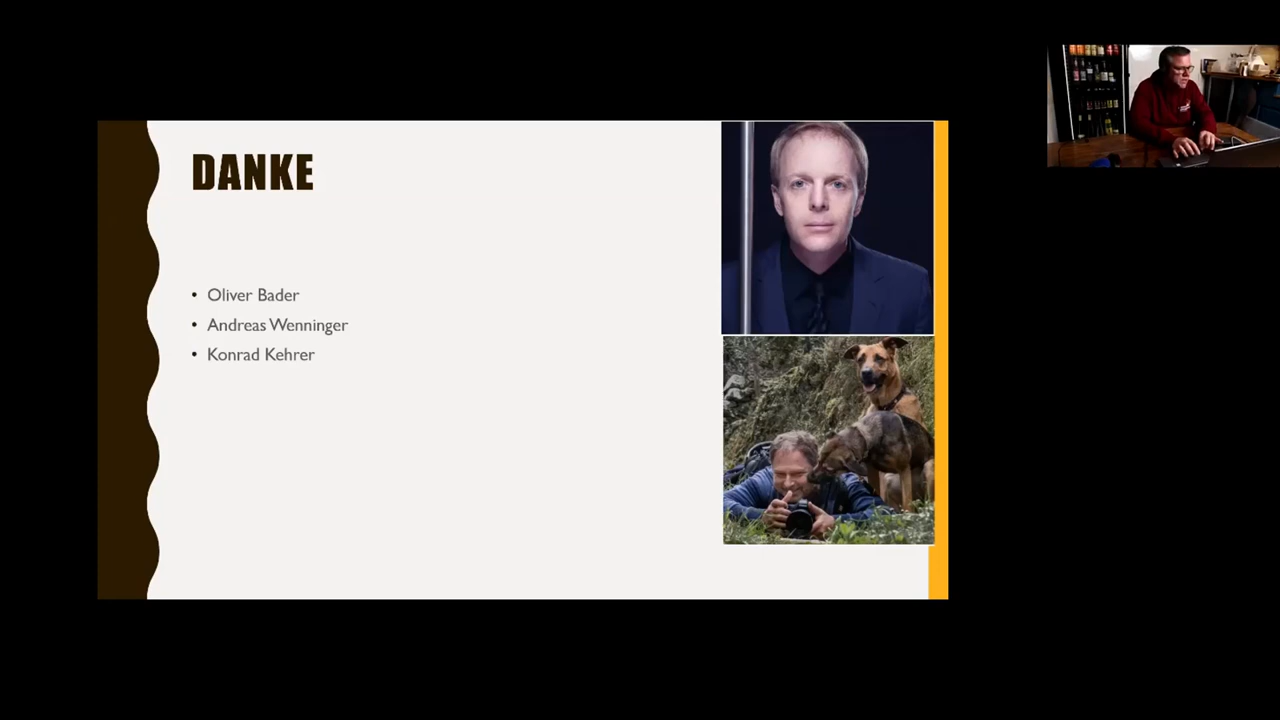 DANKE
• Oliver Bader
• Andreas Wenninger
• Konrad Kehrer